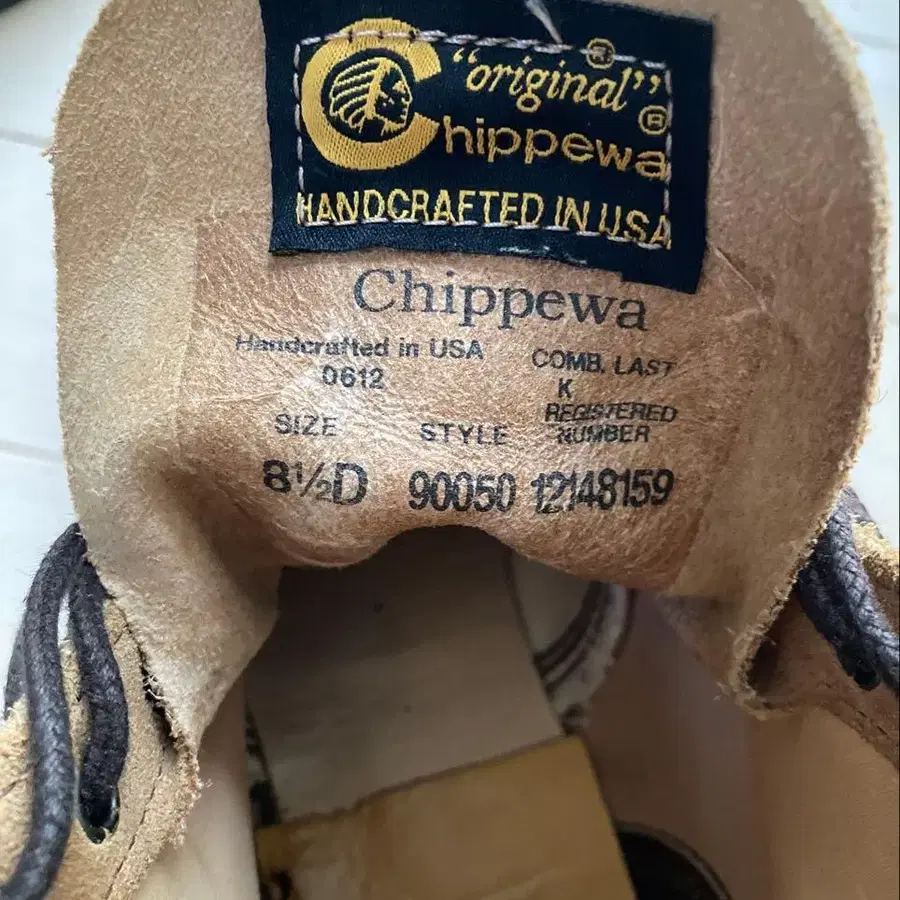 "original"®
Chippewa®
HANDCRAFTED IN USA
Chippewa
Handcrafted in USA
0612
COMB. LAST
K
REGISTERED
NUMBER
SIZE
STYLE
8½D 90050 12148159